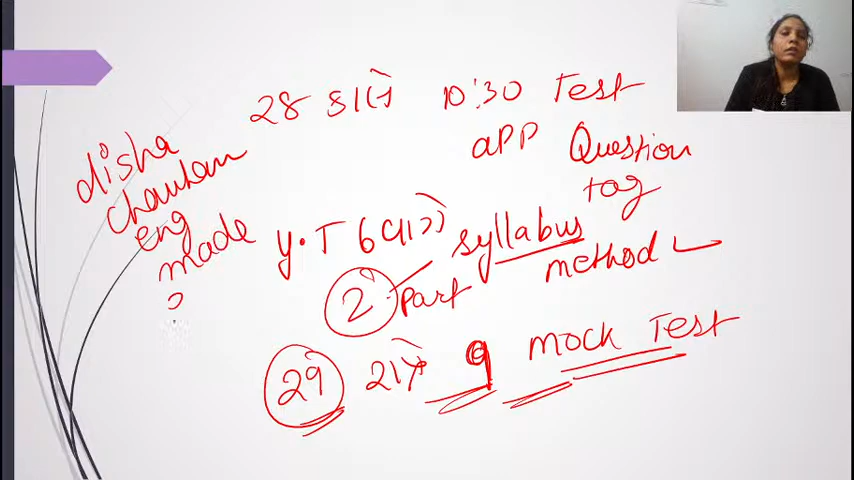 28 10:30 Test
app Question
tag
disha
chauhan
eng
made
y.T 6 syllabus
method
2 Part
29 9 mock Test